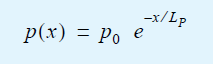 p(x) = p₀ e^{-x/L_P}